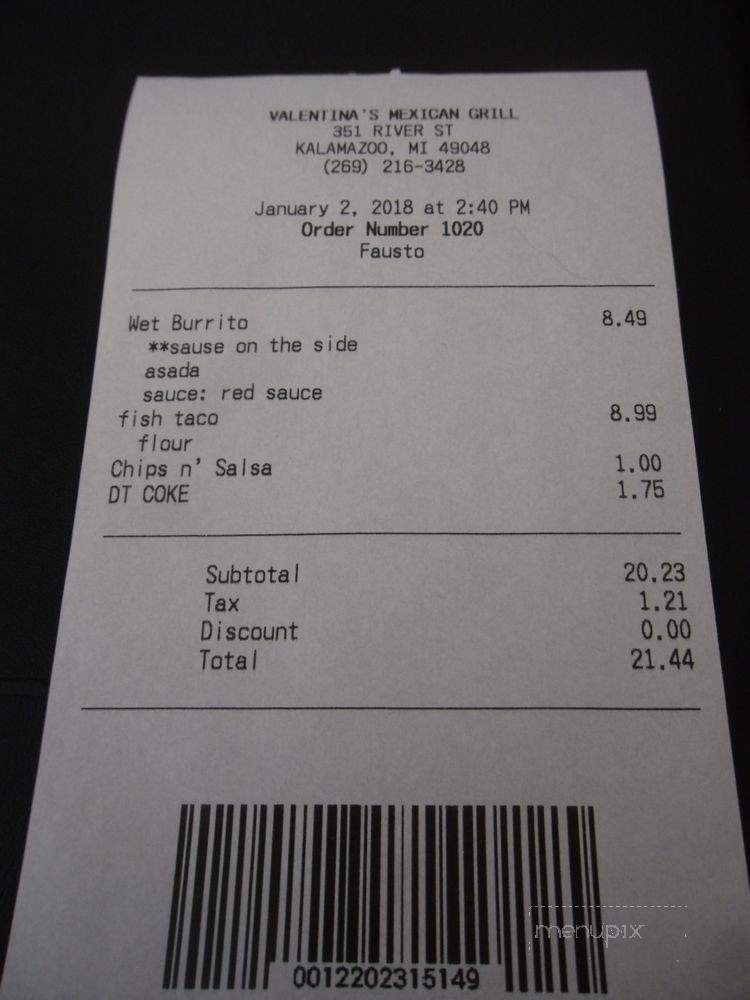 VALENTINA'S MEXICAN GRILL
351 RIVER ST
KALAMAZOO, MI 49048
(269) 216-3428
January 2, 2018 at 2:40 PM
Order Number 1020
Fausto
Wet Burrito 8.49
**sause on the side
asada
sauce: red sauce
fish taco 8.99
flour
Chips n' Salsa 1.00
DT COKE 1.75
Subtotal 20.23
Tax 1.21
Discount 0.00
Total 21.44
menupix
0012202315149